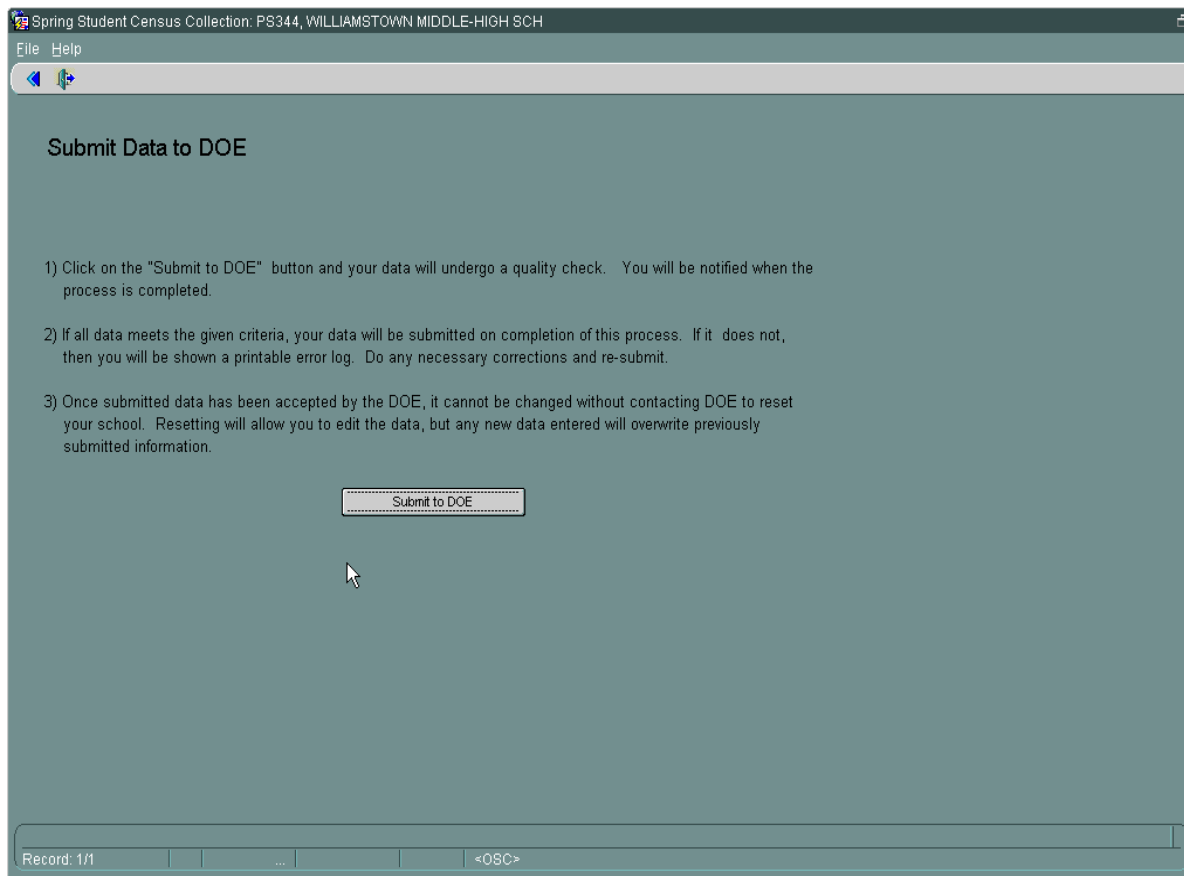 Spring Student Census Collection: PS344, WILLIAMSTOWN MIDDLE-HIGH SCH
File Help
Submit Data to DOE
1) Click on the "Submit to DOE" button and your data will undergo a quality check. You will be notified when the
process is completed.
2) If all data meets the given criteria, your data will be submitted on completion of this process. If it does not,
then you will be shown a printable error log. Do any necessary corrections and re-submit.
3) Once submitted data has been accepted by the DOE, it cannot be changed without contacting DOE to reset
your school. Resetting will allow you to edit the data, but any new data entered will overwrite previously
submitted information.
Submit to DOE
Record: 1/1 ... <OSC>